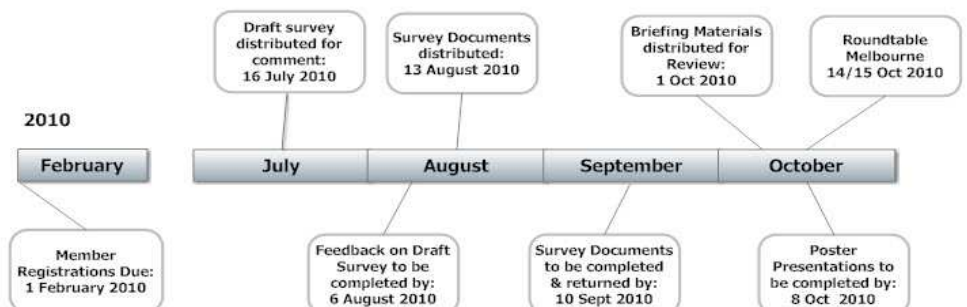 Draft survey
distributed for
comment:
16 July 2010
Survey Documents
distributed:
13 August 2010
Briefing Materials
distributed for
Review:
1 Oct 2010
Roundtable
Melbourne
14/15 Oct 2010
2010
February
July
August
September
October
Member
Registrations Due:
1 February 2010
Feedback on Draft
Survey to be
completed by:
6 August 2010
Survey Documents
to be completed
& returned by:
10 Sept 2010
Poster
Presentations to
be completed by:
8 Oct 2010